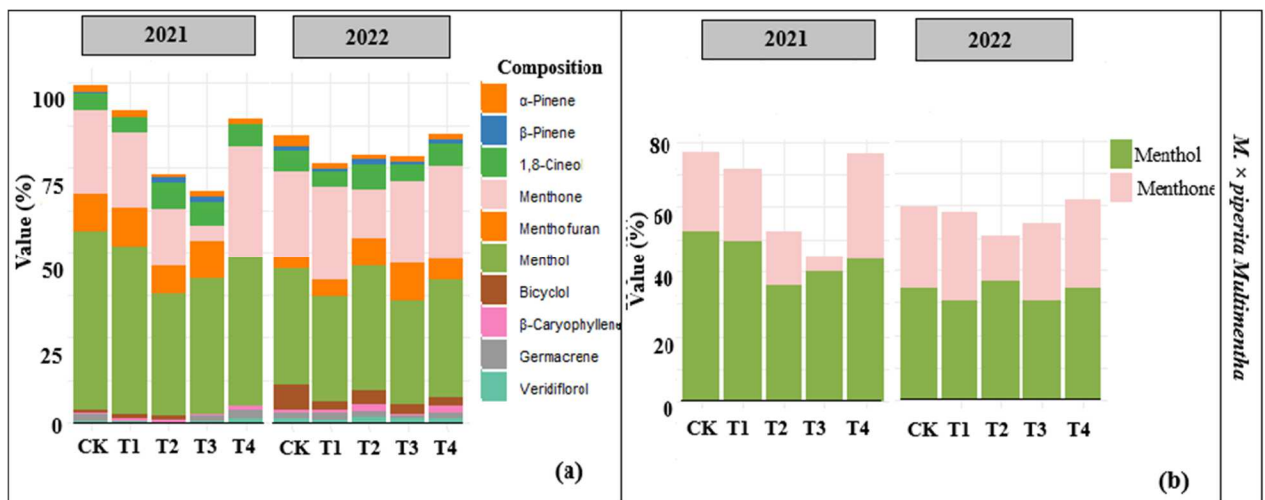 2021
2022
Composition
α-Pinene
β-Pinene
1,8-Cineol
Menthone
Menthofuran
Menthol
Bicyclol
β-Caryophyllene
Germacrene
Veridiflorol
Value (%)
100
75
50
25
0
CK T1 T2 T3 T4
CK T1 T2 T3 T4
(a)
2021
2022
Menthol
Menthone
Value (%)
80
60
40
20
0
CK T1 T2 T3 T4
CK T1 T2 T3 T4
(b)
M. × piperita Multimentha